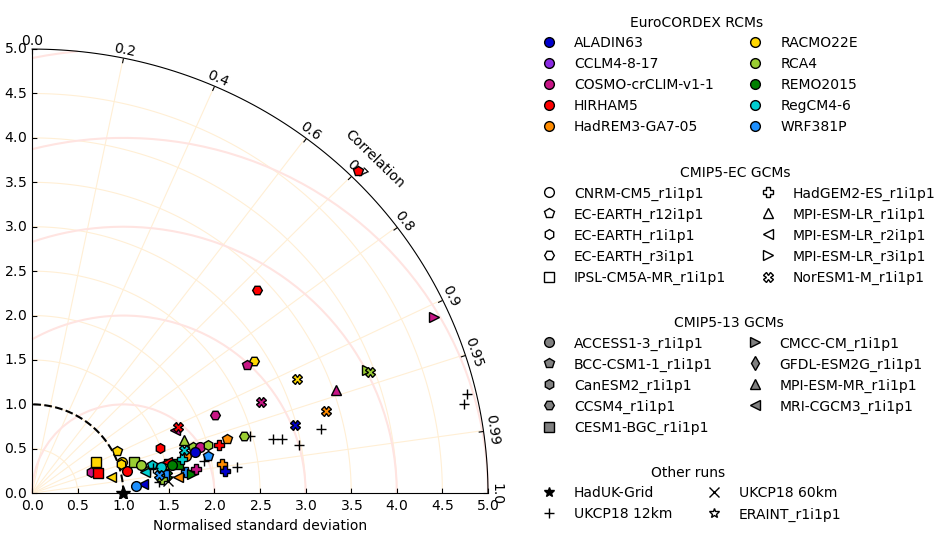 EuroCORDEX RCMs
ALADIN63
CCLM4-8-17
COSMO-crCLIM-v1-1
HIRHAM5
HadREM3-GA7-05
RACMO22E
RCA4
REMO2015
RegCM4-6
WRF381P
CMIP5-EC GCMs
CNRM-CM5_r1i1p1
EC-EARTH_r12i1p1
EC-EARTH_r1i1p1
EC-EARTH_r3i1p1
IPSL-CM5A-MR_r1i1p1
HadGEM2-ES_r1i1p1
MPI-ESM-LR_r1i1p1
MPI-ESM-LR_r2i1p1
MPI-ESM-LR_r3i1p1
NorESM1-M_r1i1p1
CMIP5-13 GCMs
ACCESS1-3_r1i1p1
BCC-CSM1-1_r1i1p1
CanESM2_r1i1p1
CCSM4_r1i1p1
CESM1-BGC_r1i1p1
CMCC-CM_r1i1p1
GFDL-ESM2G_r1i1p1
MPI-ESM-MR_r1i1p1
MRI-CGCM3_r1i1p1
Other runs
HadUK-Grid
UKCP18 12km
UKCP18 60km
ERAINT_r1i1p1
0.0
0.2
0.4
0.6
Correlation
0.8
0.9
0.95
0.99
1.0
5.0
4.5
4.0
3.5
3.0
2.5
2.0
1.5
1.0
0.5
0.0
0.0 0.5 1.0 1.5 2.0 2.5 3.0 3.5 4.0 4.5 5.0
Normalised standard deviation